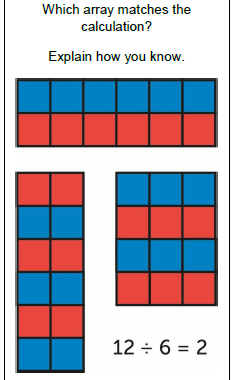 Which array matches the
calculation?
Explain how you know.
12 ÷ 6 = 2